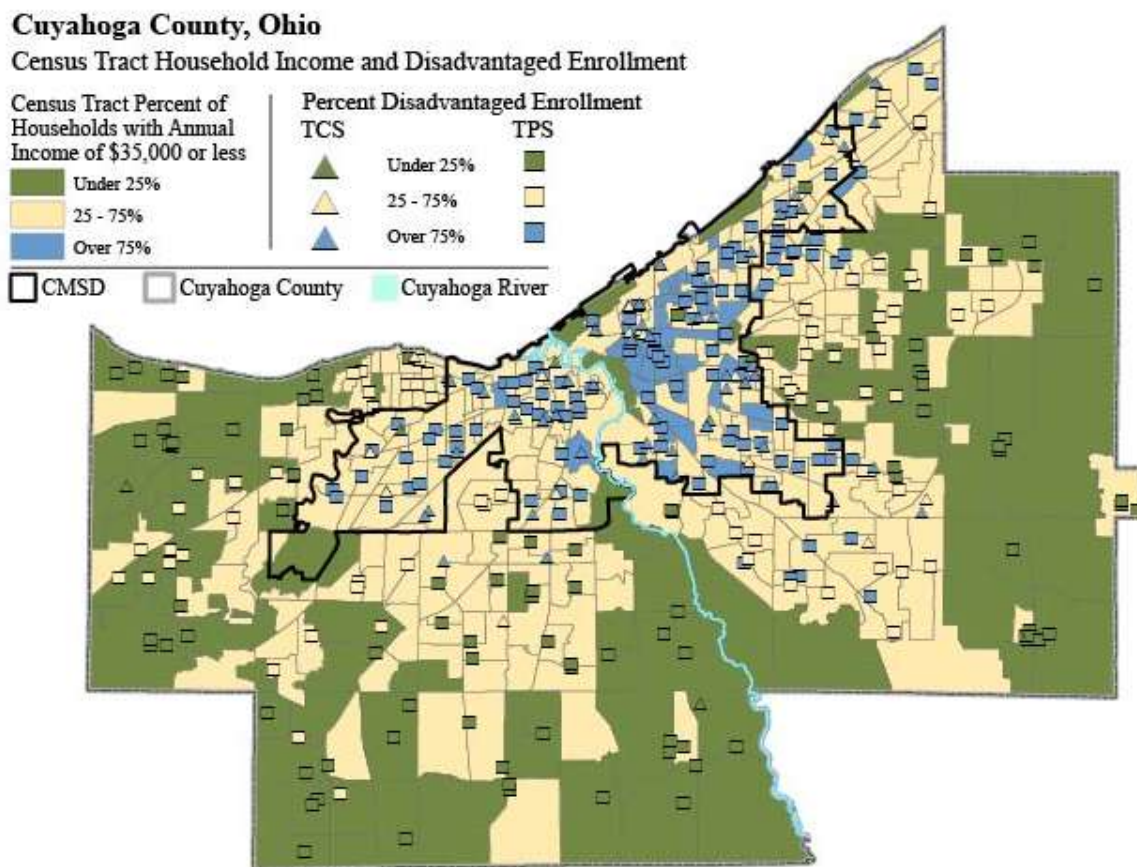 Cuyahoga County, Ohio
Census Tract Household Income and Disadvantaged Enrollment
Census Tract Percent of
Households with Annual
Income of $35,000 or less
Under 25%
25 - 75%
Over 75%
Percent Disadvantaged Enrollment
TCS TPS
Under 25%
25 - 75%
Over 75%
CMSD Cuyahoga County Cuyahoga River